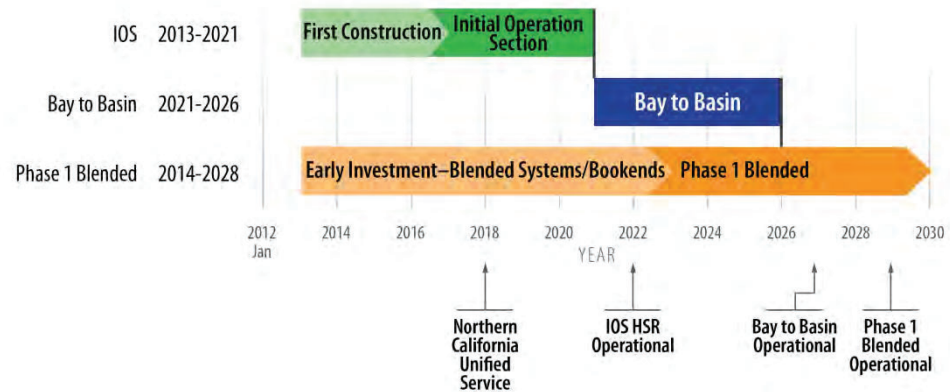 IOS 2013-2021 First Construction Initial Operation
Section
Bay to Basin 2021-2026 Bay to Basin
Phase 1 Blended 2014-2028 Early Investment–Blended Systems/Bookends Phase 1 Blended
2012 2014 2016 2018 2020 2022 2024 2026 2028 2030
Jan
YEAR
Northern
California
Unified
Service
IOS HSR
Operational
Bay to Basin
Operational
Phase 1
Blended
Operational